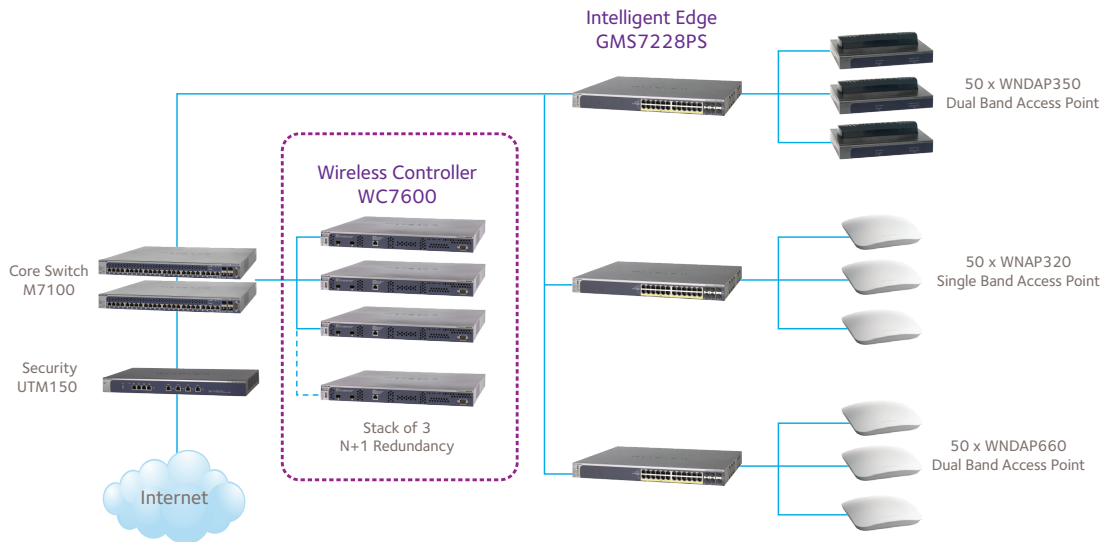 Intelligent Edge
GMS7228PS
50 x WNDAP350
Dual Band Access Point
Wireless Controller
WC7600
Core Switch
M7100
50 x WNAP320
Single Band Access Point
Security
UTM150
Stack of 3
N+1 Redundancy
50 x WNDAP660
Dual Band Access Point
Internet